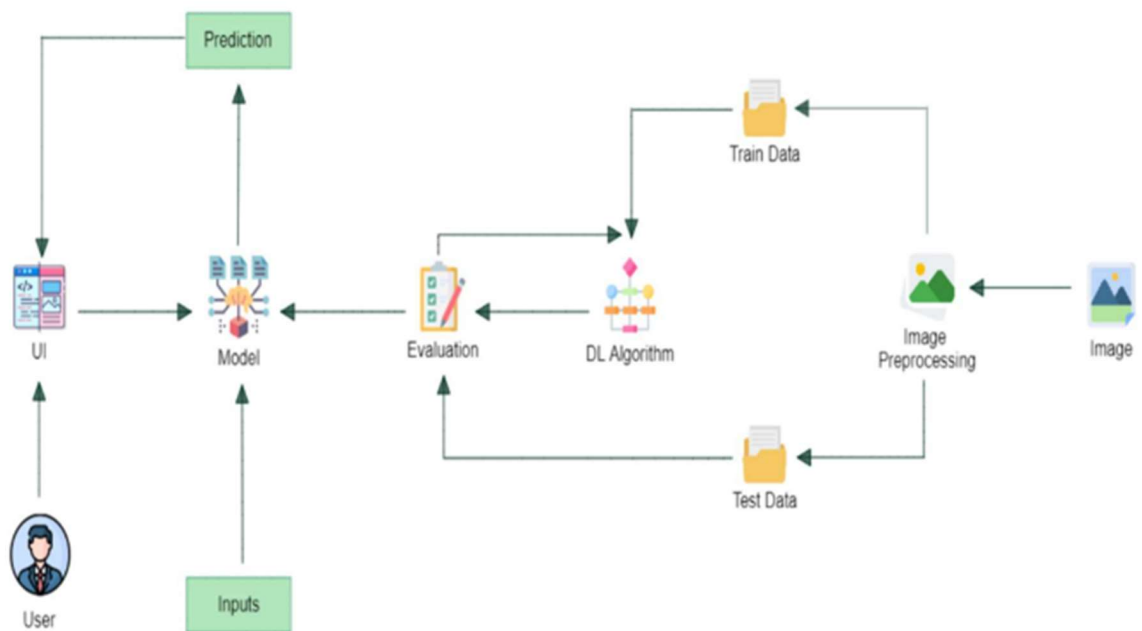 Prediction
Train Data
UI
Model
Evaluation
DL Algorithm
Image
Preprocessing
Image
Test Data
User
Inputs